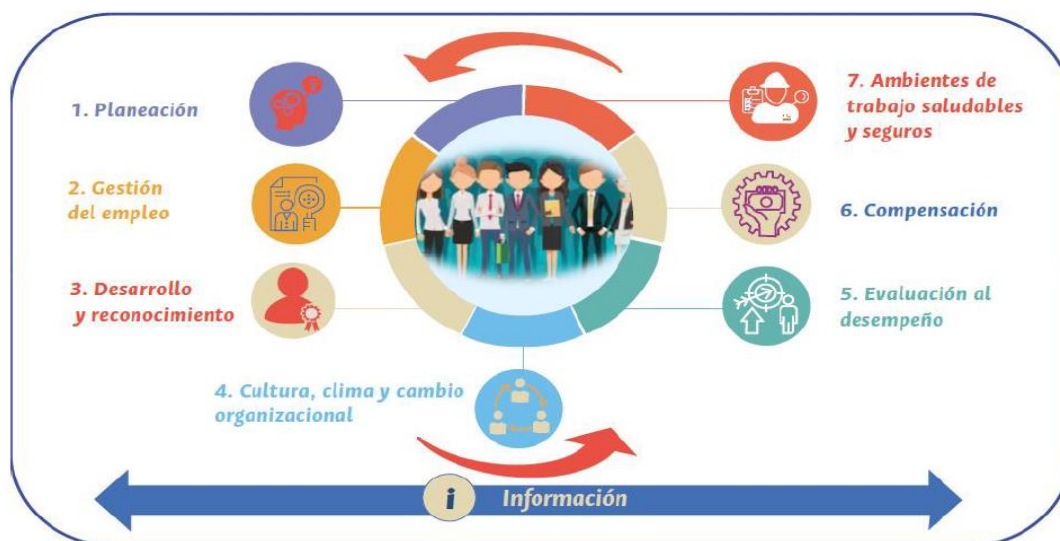 1. Planeación
2. Gestión
del empleo
3. Desarrollo
y reconocimiento
4. Cultura, clima y cambio
organizacional
5. Evaluación al
desempeño
6. Compensación
7. Ambientes de
trabajo saludables
y seguros
i Información